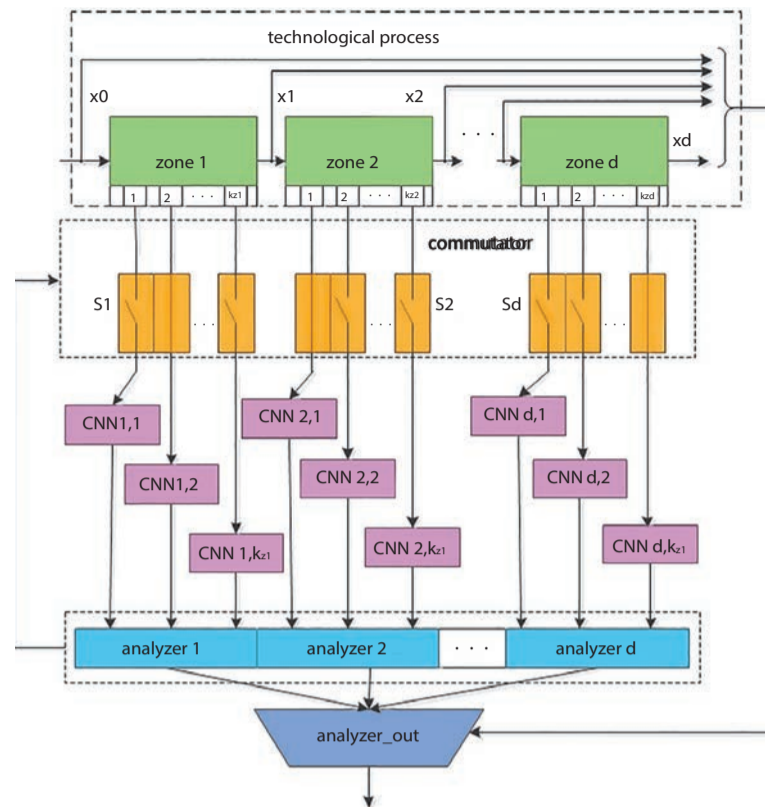 technological process
x0 x1 x2 xd
zone 1 zone 2 . . . zone d
1 2 . . . kz1 1 2 . . . kz2 1 2 . . . kzd
commutator
S1 . . . . . . S2 Sd . . .
CNN1,1 CNN 2,1 CNN d,1
CNN1,2 CNN 2,2 CNN d,2
CNN 1,kz1 CNN 2,kz1 CNN d,kz1
analyzer 1 analyzer 2 . . . analyzer d
analyzer_out